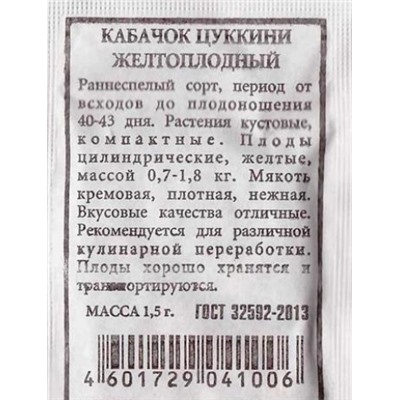 КАБАЧОК ЦУККИНИ
ЖЕЛТОПЛОДНЫЙ
Раннеспелый сорт, период от
всходов до плодоношения
40-43 дня. Растения кустовые,
компактные. Плоды
цилиндрические, желтые,
массой 0,7-1,8 кг. Мякоть
кремовая, плотная, нежная.
Вкусовые качества отличные.
Рекомендуется для различной
кулинарной переработки.
Плоды хорошо хранятся и
транспортируются.
МАССА 1,5 г. ГОСТ 32592-2013
4 601729 041006